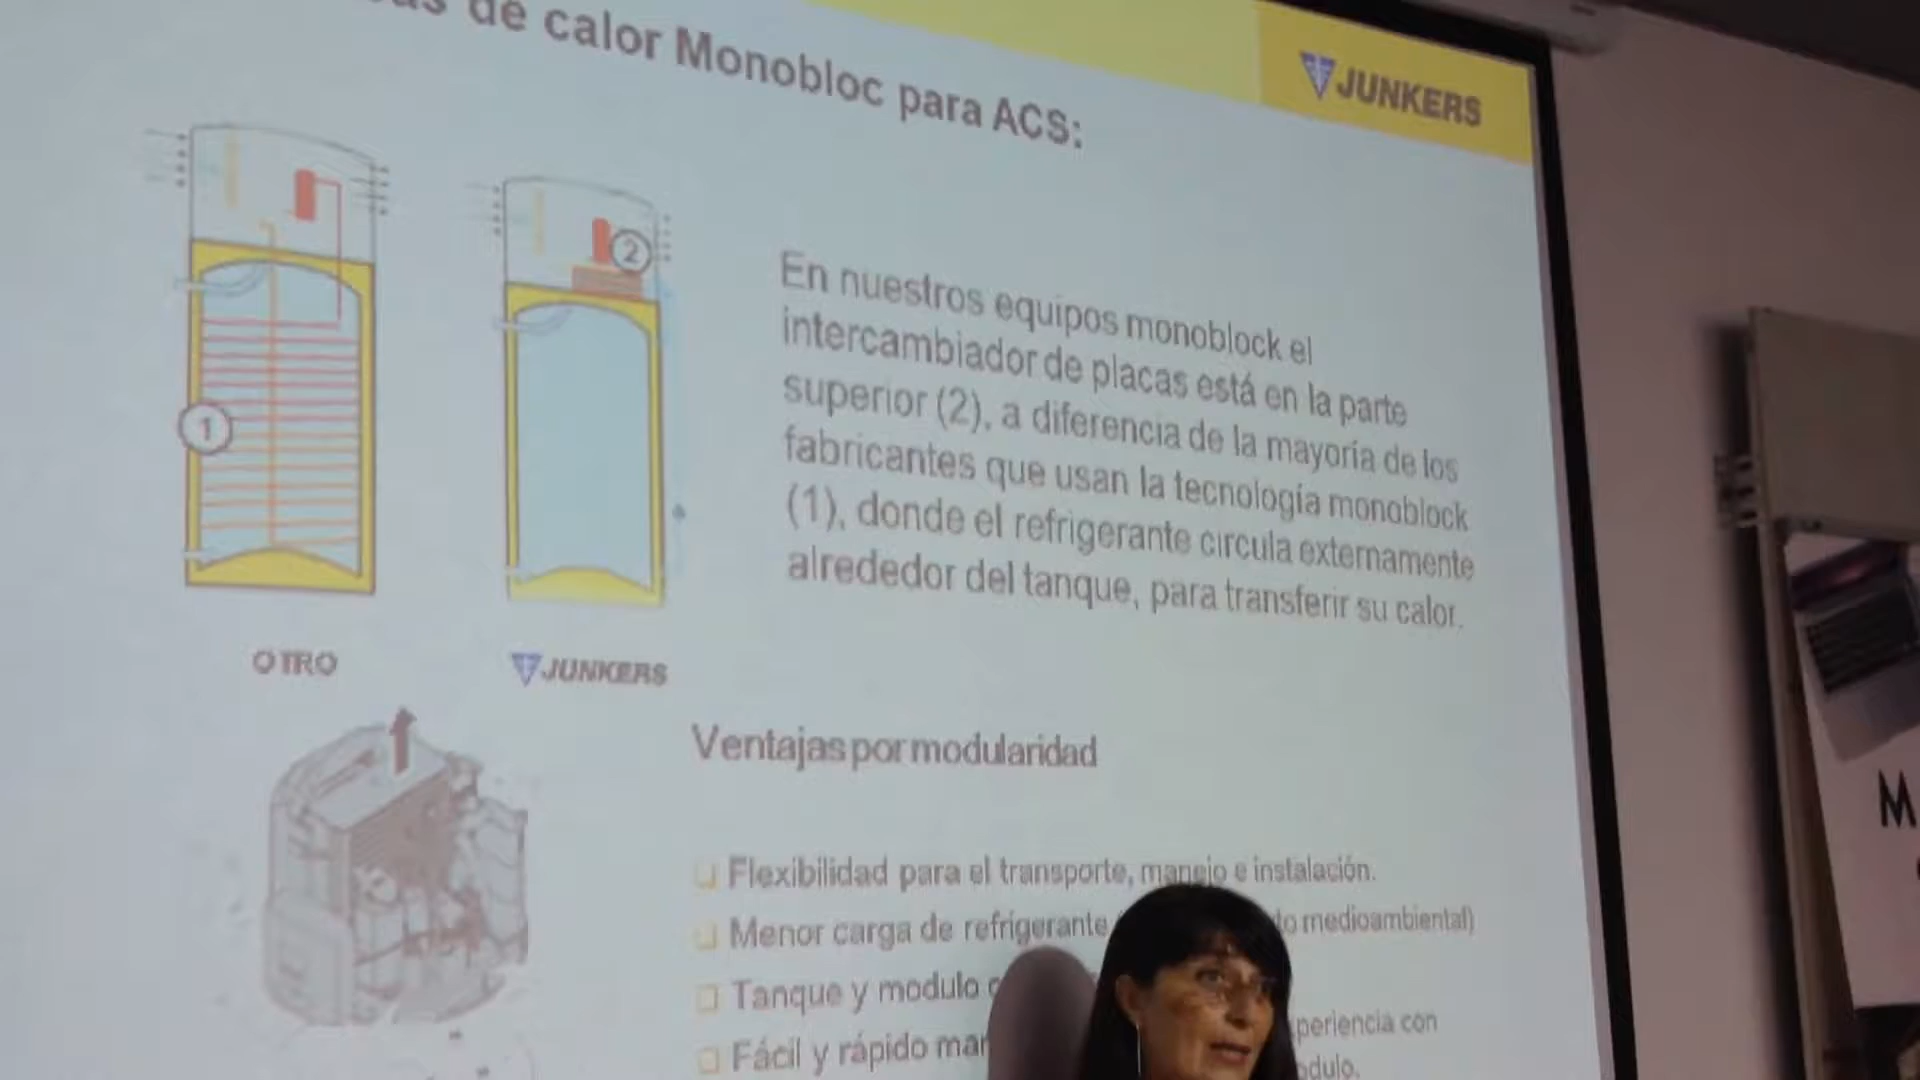 de calor Monobloc para ACS:
JUNKERS
2
1
En nuestros equipos monoblock el
intercambiador de placas está en la parte
superior (2), a diferencia de la mayoría de los
fabricantes que usan la tecnología monoblock
(1), donde el refrigerante circula externamente
alrededor del tanque, para transferir su calor.
OTRO
JUNKERS
Ventajas por modularidad
Flexibilidad para el transporte, manejo e instalación.
Menor carga de refrigerante ( medioambiental)
Tanque y modulo
Fácil y rápido
con
M